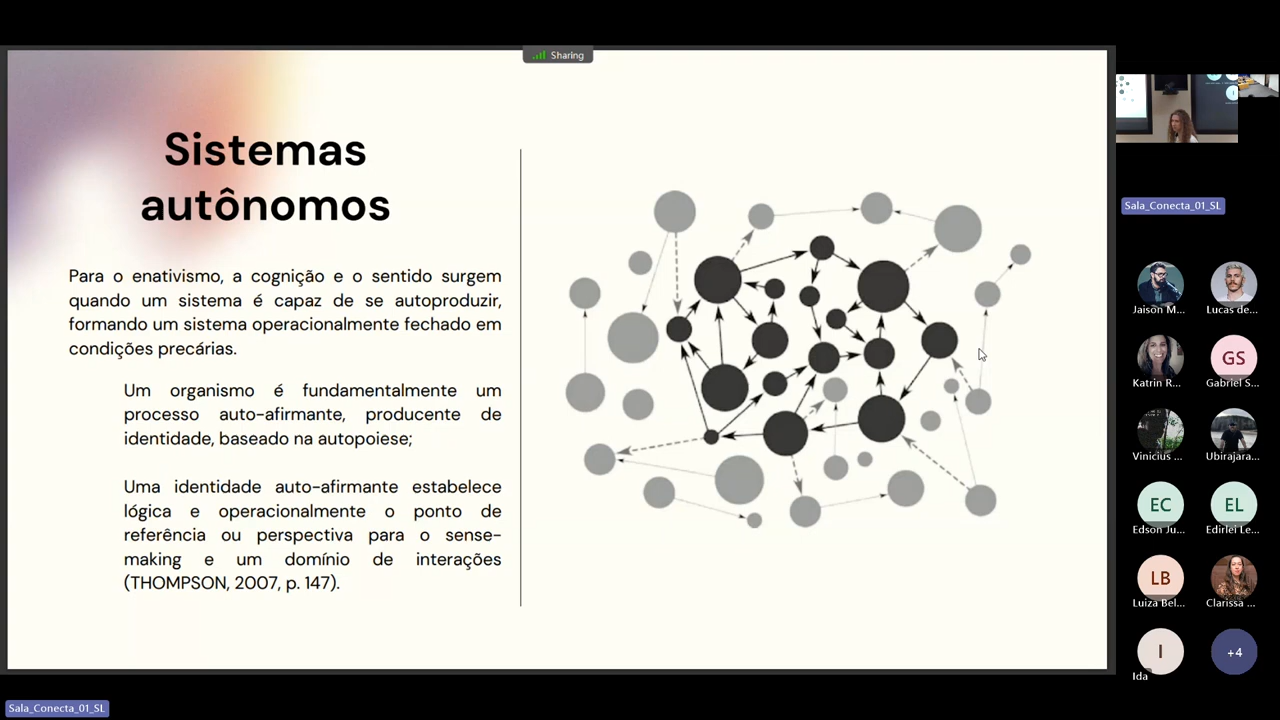 Sharing
Sistemas
autônomos
Para o enativismo, a cognição e o sentido surgem
quando um sistema é capaz de se autoproduzir,
formando um sistema operacionalmente fechado em
condições precárias.
Um organismo é fundamentalmente um
processo auto-afirmante, producente de
identidade, baseado na autopoiese;
Uma identidade auto-afirmante estabelece
lógica e operacionalmente o ponto de
referência ou perspectiva para o sense-
making e um domínio de interações
(THOMPSON, 2007, p. 147).
Sala_Conecta_01_SL
Jaison M...
Lucas de...
Katrin R...
GS
Gabriel S...
Vinicius ...
Ubirajara...
EC
Edson Ju...
EL
Edirlei Le...
LB
Luiza Bel...
Clarissa ...
I
Ida
+4
Sala_Conecta_01_SL